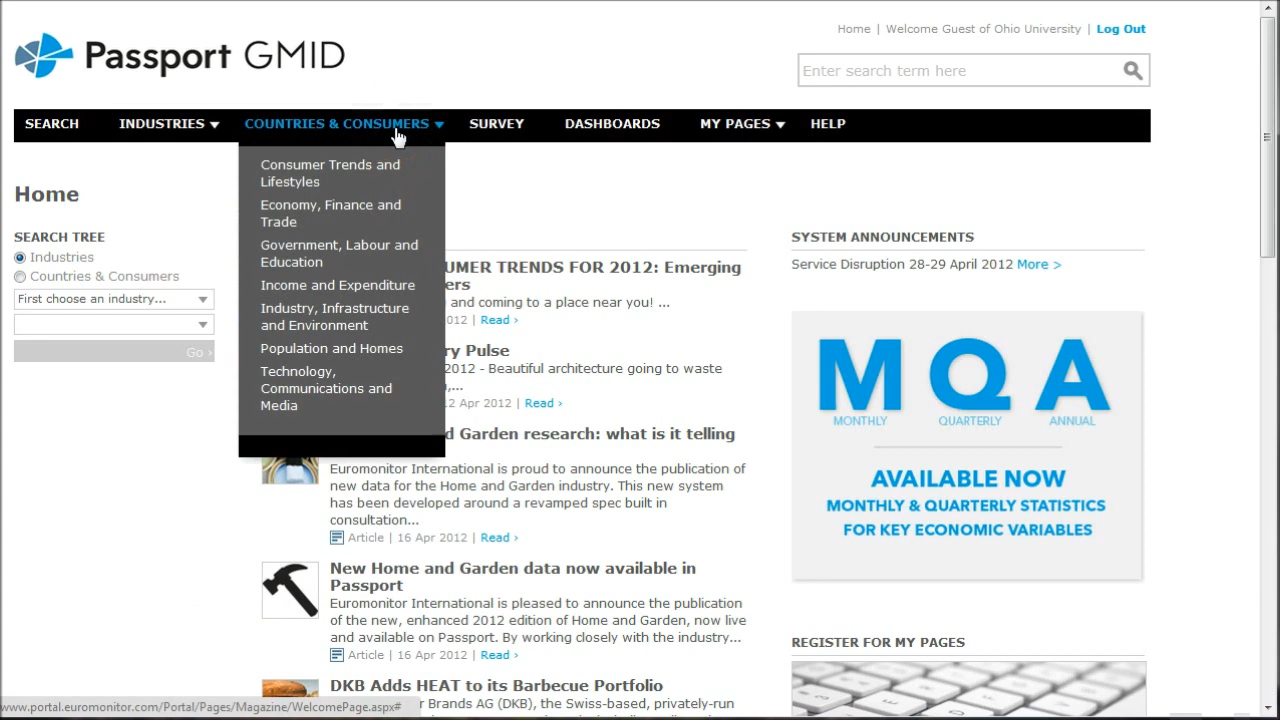 Home | Welcome Guest of Ohio University | Log Out
Passport GMID
Enter search term here
SEARCH INDUSTRIES COUNTRIES & CONSUMERS SURVEY DASHBOARDS MY PAGES HELP
Consumer Trends and
Lifestyles
Economy, Finance and
Trade
Government, Labour and
Education
Income and Expenditure
Industry, Infrastructure
and Environment
Population and Homes
Technology,
Communications and
Media
Home
SEARCH TREE
Industries
Countries & Consumers
First choose an industry...
Go ›
UMER TRENDS FOR 2012: Emerging
ers
and coming to a place near you! ...
2012 | Read ›
ry Pulse
2012 - Beautiful architecture going to waste
,...
12 Apr 2012 | Read ›
d Garden research: what is it telling
Euromonitor International is proud to announce the publication of
new data for the Home and Garden industry. This new system
has been developed around a revamped spec built in
consultation...
Article | 16 Apr 2012 | Read ›
New Home and Garden data now available in
Passport
Euromonitor International is pleased to announce the publication
of the new, enhanced 2012 edition of Home and Garden, now live
and available on Passport. By working closely with the industry...
Article | 16 Apr 2012 | Read ›
DKB Adds HEAT to its Barbecue Portfolio
r Brands AG (DKB), the Swiss-based, privately-run
SYSTEM ANNOUNCEMENTS
Service Disruption 28-29 April 2012 More >
M Q A
MONTHLY QUARTERLY ANNUAL
AVAILABLE NOW
MONTHLY & QUARTERLY STATISTICS
FOR KEY ECONOMIC VARIABLES
REGISTER FOR MY PAGES
www.portal.euromonitor.com/Portal/Pages/Magazine/WelcomePage.aspx#